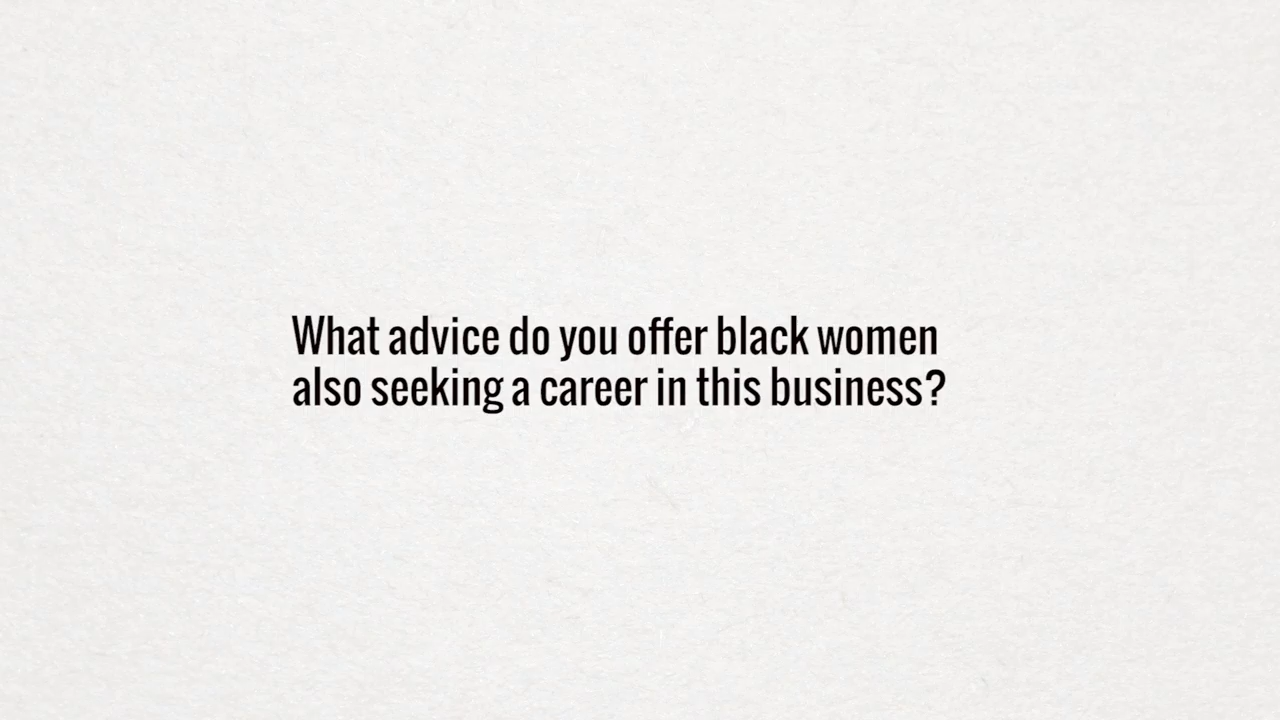 What advice do you offer black women
also seeking a career in this business?